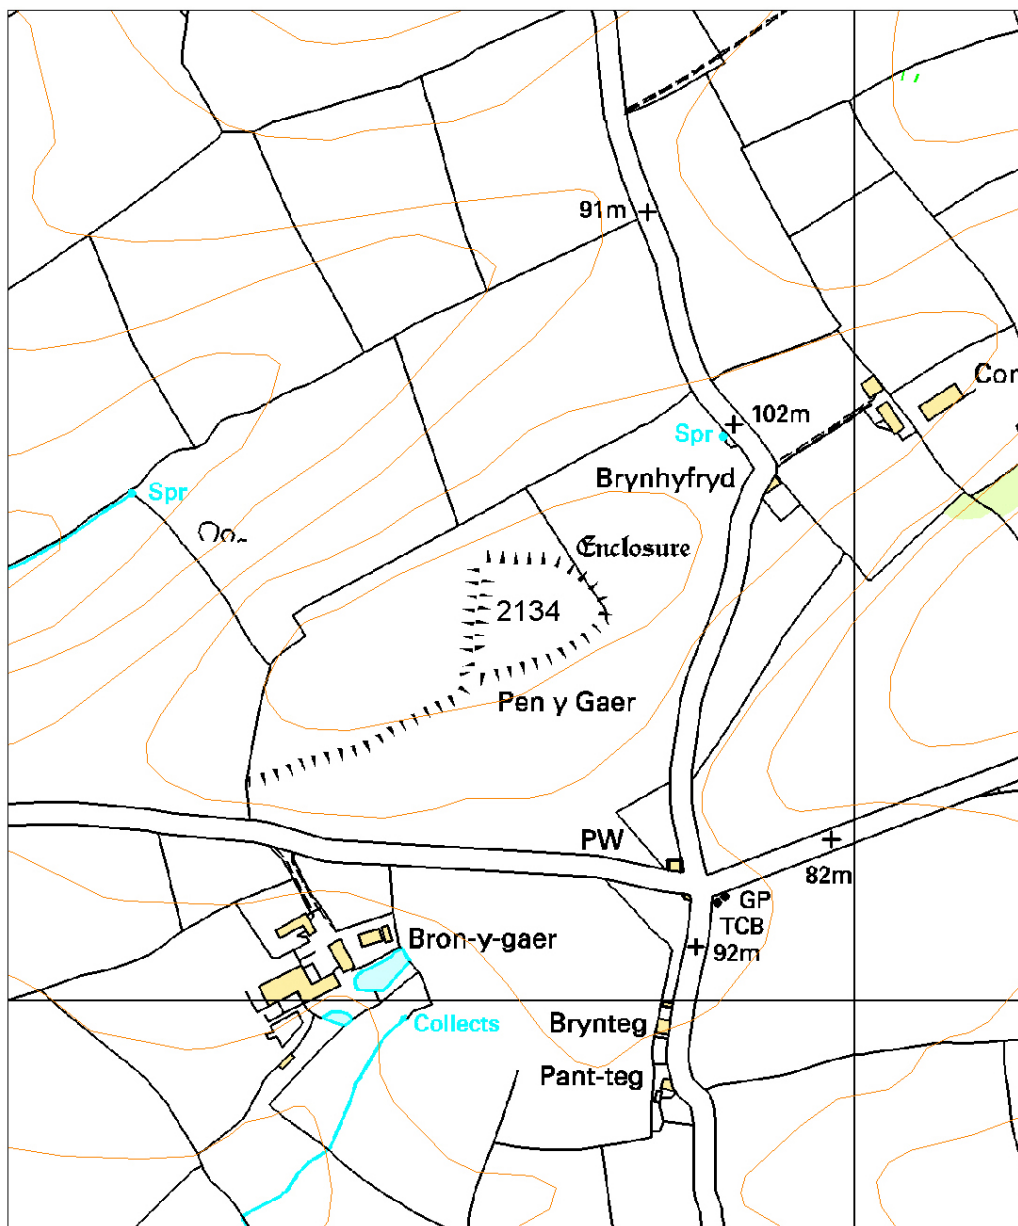 91m
Cor
102m
Spr
Brynhyfryd
Spr
Enclosure
2134
Pen y Gaer
PW
82m
GP
TCB
92m
Bron-y-gaer
Collects
Brynteg
Pant-teg